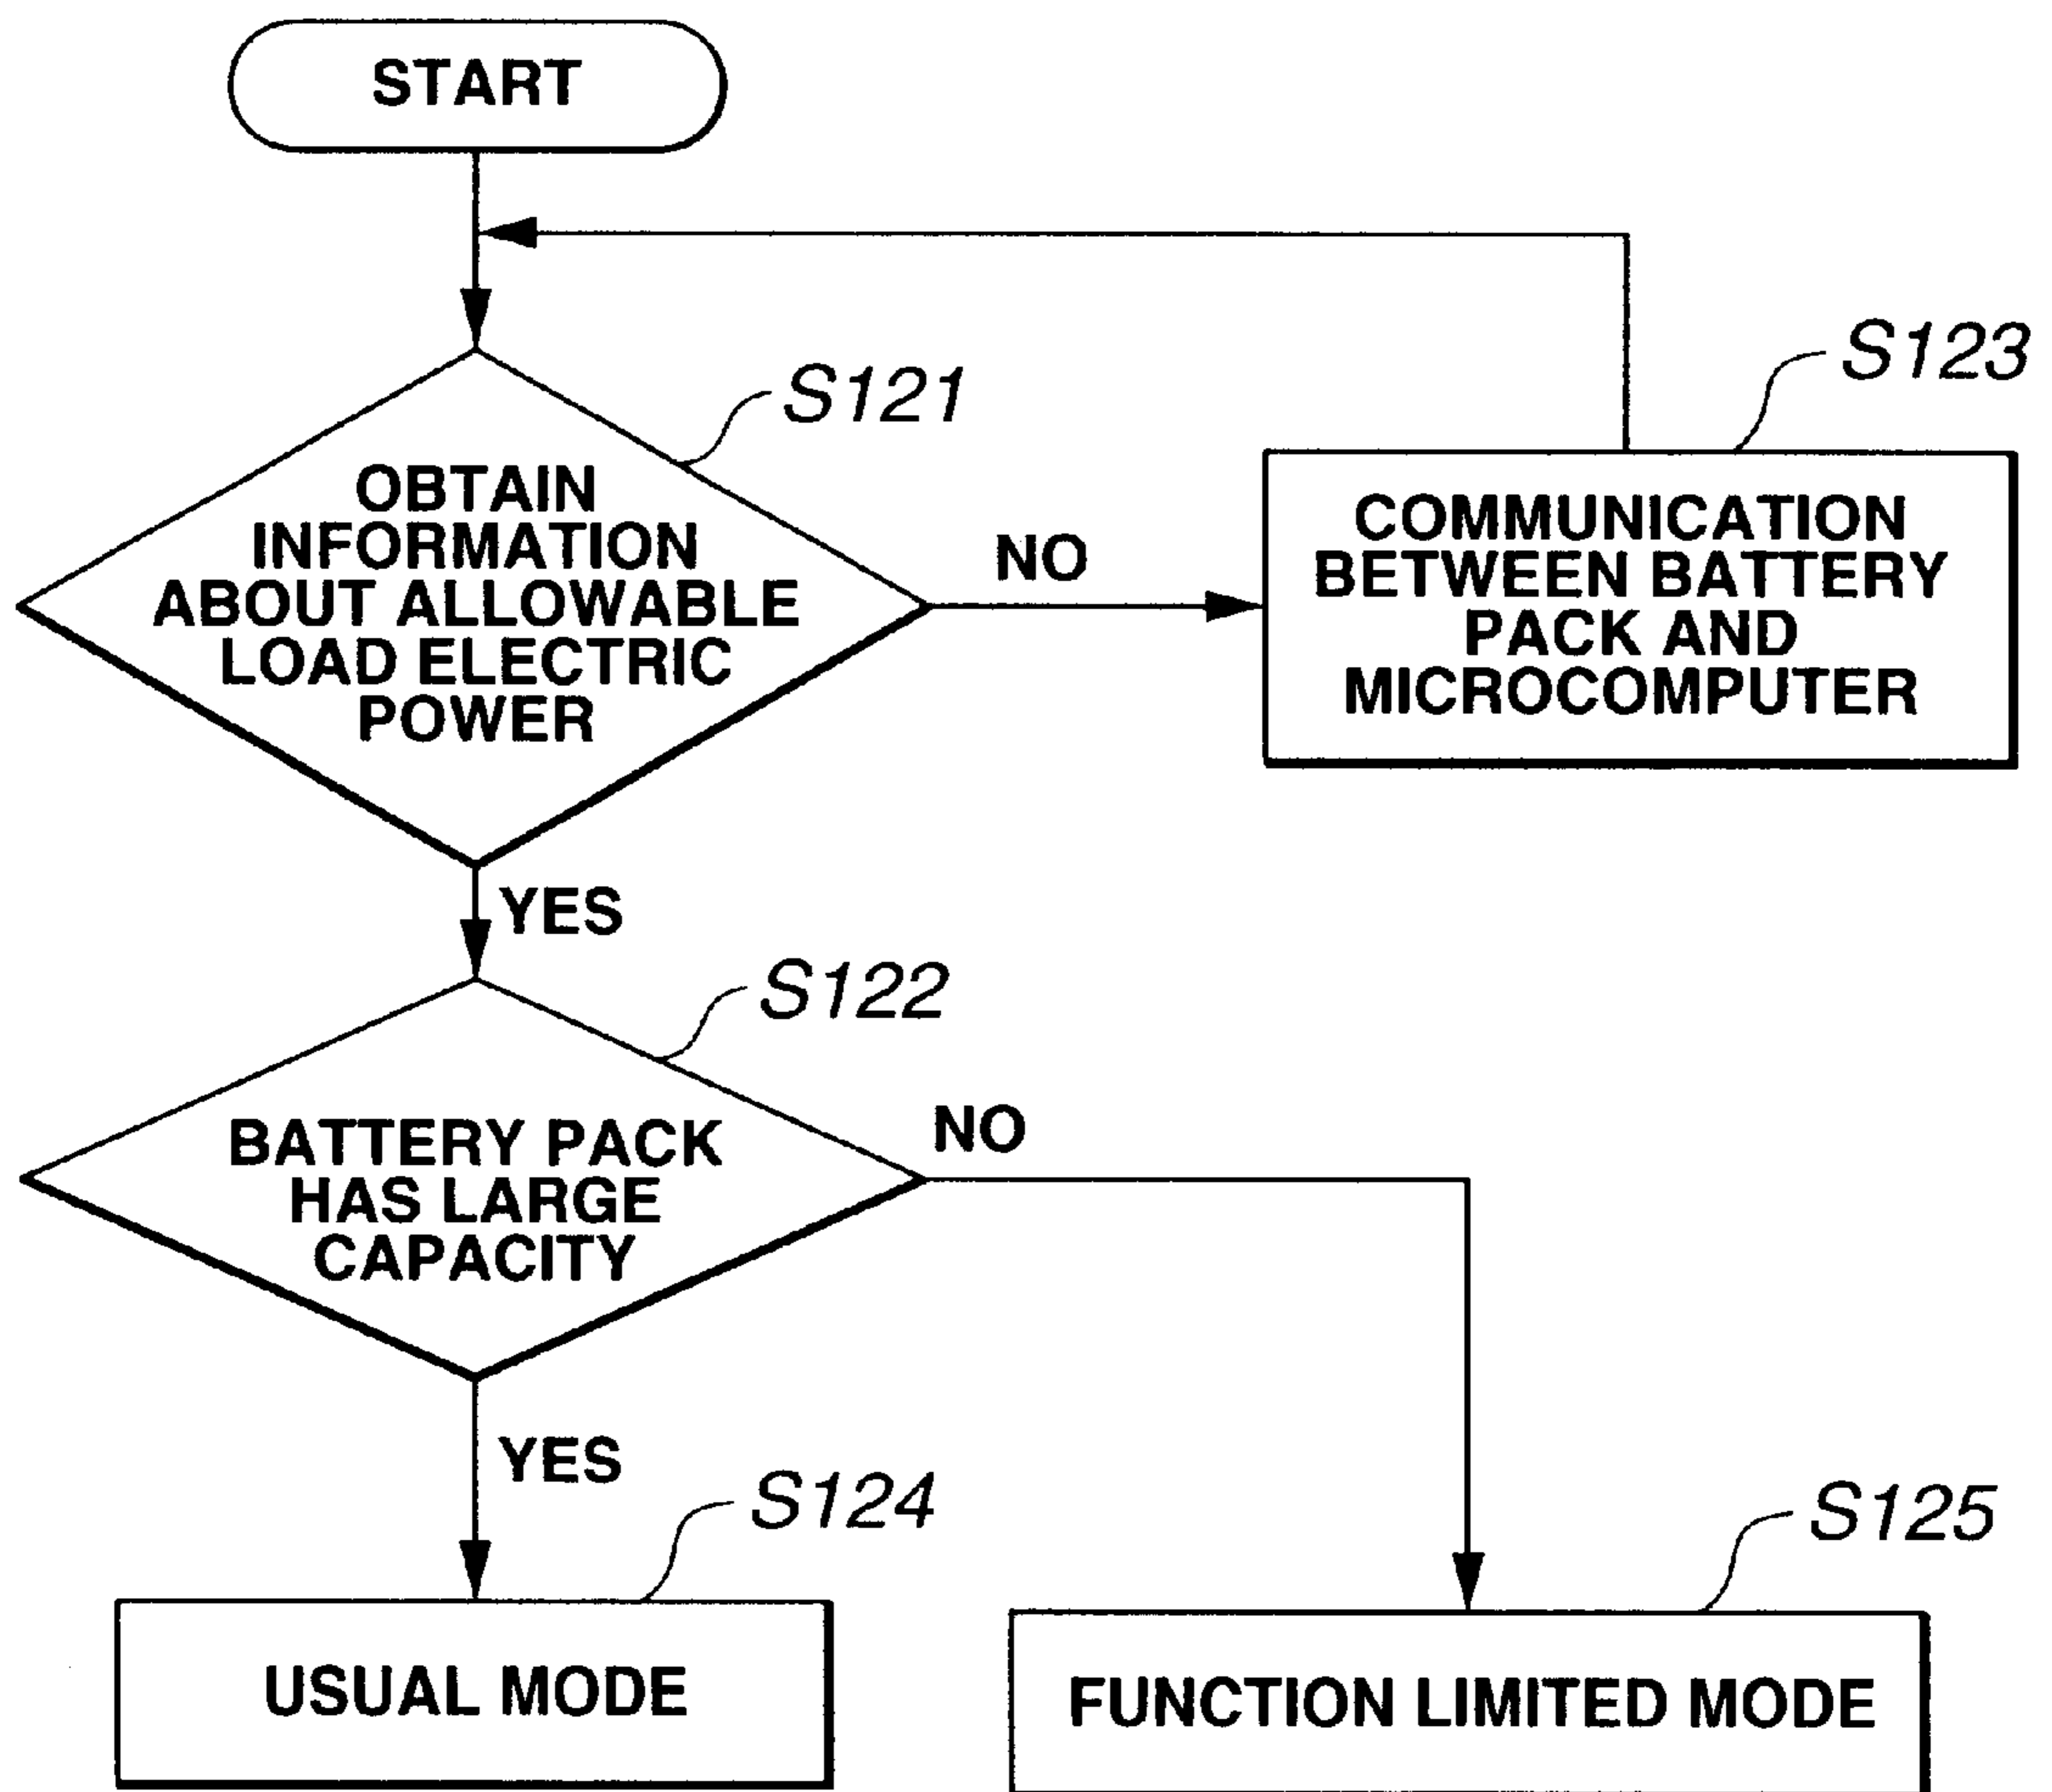 START
S121
S123
OBTAIN
INFORMATION
ABOUT ALLOWABLE
LOAD ELECTRIC
POWER
NO
COMMUNICATION
BETWEEN BATTERY
PACK AND
MICROCOMPUTER
YES
S122
BATTERY PACK
HAS LARGE
CAPACITY
NO
YES
S124
S125
USUAL MODE
FUNCTION LIMITED MODE